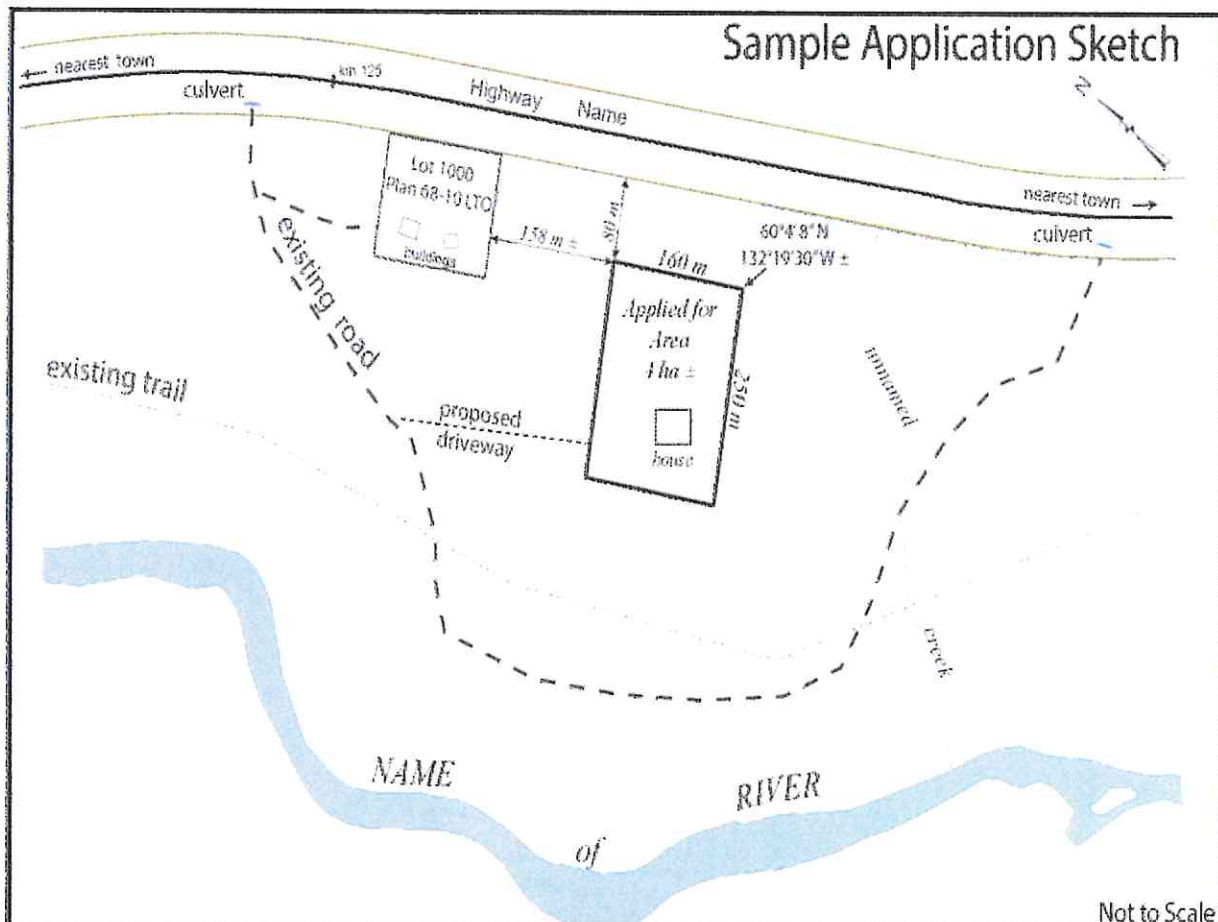 Sample Application Sketch
← nearest town
km 125
culvert
Highway Name
N
Lot 1000
Plan 68-10 LTO
buildings
158 m ±
80 m
160 m
60°4'8"N
132°19'30"W ±
nearest town →
culvert
existing road
Applied for
Area
4 ha ±
250 m
house
unnamed
creek
existing trail
proposed
driveway
NAME
of
RIVER
Not to Scale